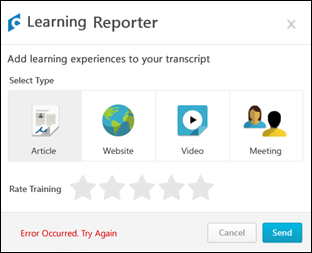 Learning Reporter
Add learning experiences to your transcript
Select Type
Article Website Video Meeting
Rate Training
Error Occurred. Try Again Cancel Send